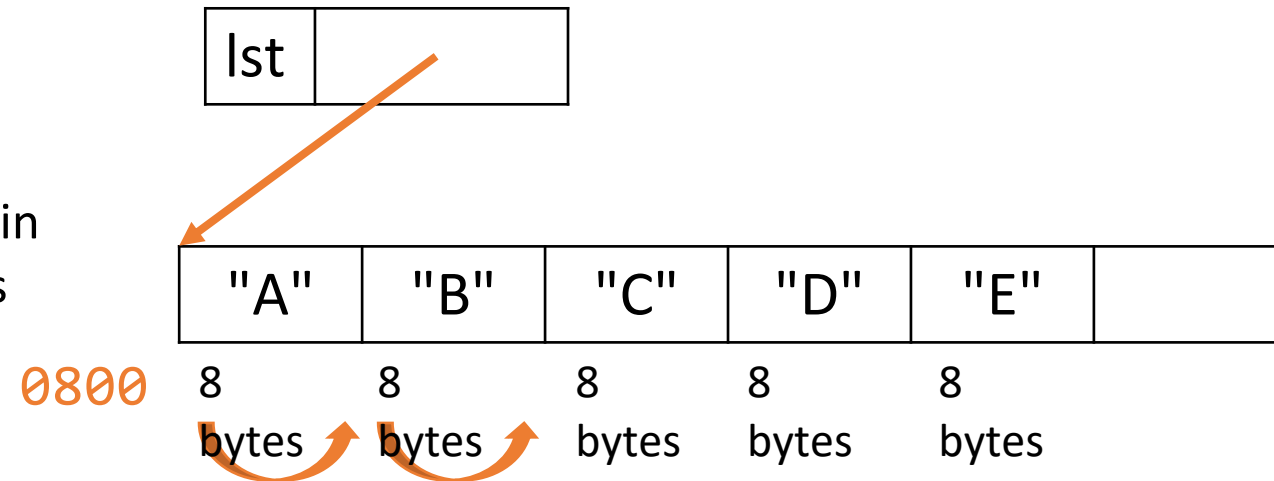 lst
in
s
"A" "B" "C" "D" "E"
0800 8 8 8 8 8
bytes bytes bytes bytes bytes